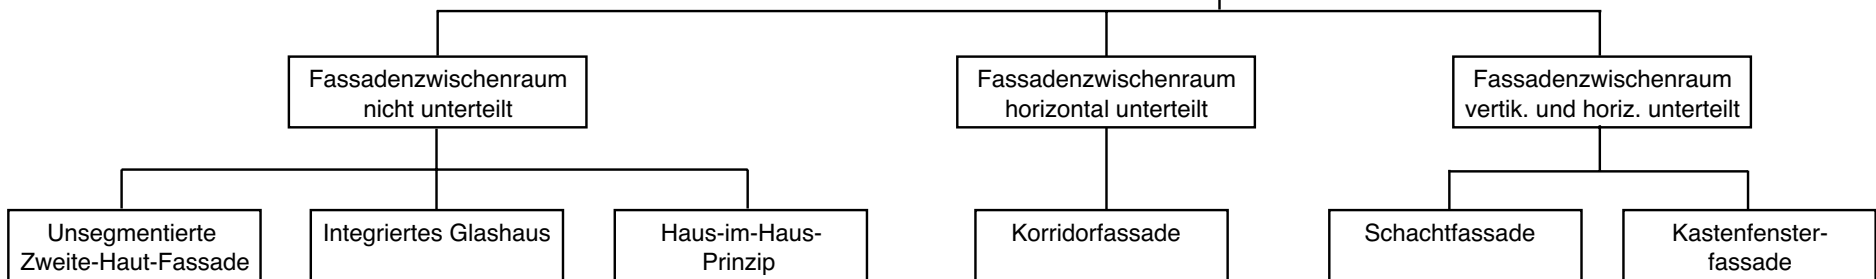 Fassadenzwischenraum
nicht unterteilt
Fassadenzwischenraum
horizontal unterteilt
Fassadenzwischenraum
vertik. und horiz. unterteilt
Unsegmentierte
Zweite-Haut-Fassade
Integriertes Glashaus
Haus-im-Haus-
Prinzip
Korridorfassade
Schachtfassade
Kastenfenster-
fassade